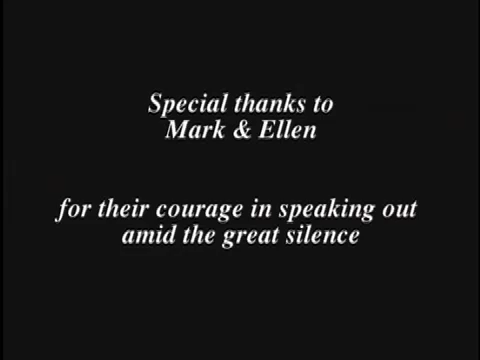 Special thanks to
Mark & Ellen
for their courage in speaking out
amid the great silence